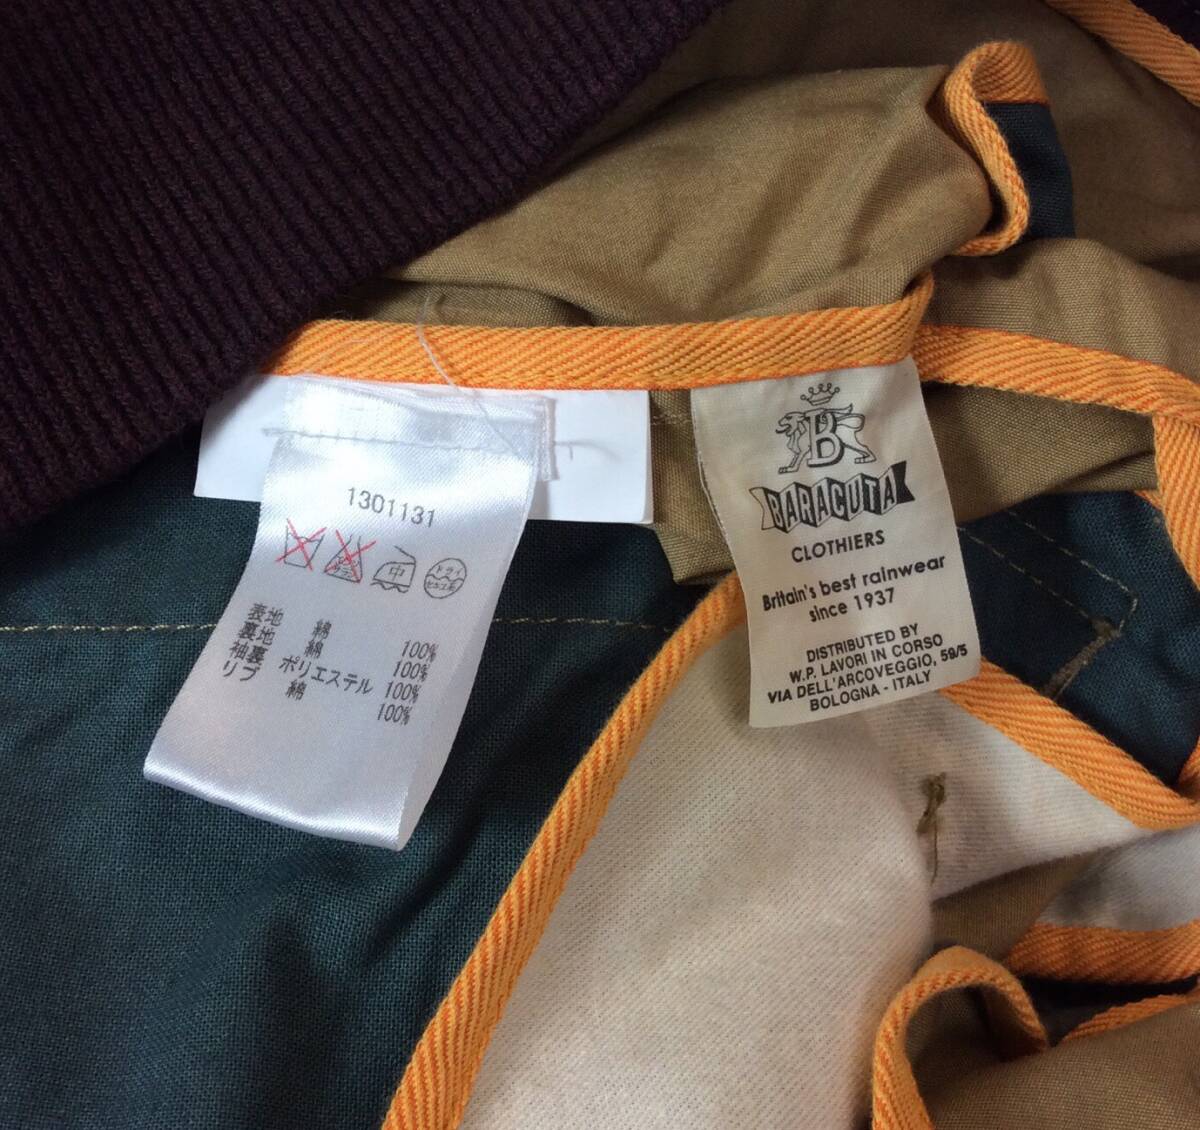 1301131
中
ドライ
表地 綿 100%
裏地 綿 100%
袖裏 ポリエステル 100%
リブ 綿 100%
B
BARACUTA
CLOTHIERS
Britain's best rainwear
since 1937
DISTRIBUTED BY
W.P. LAVORI IN CORSO
VIA DELL'ARCOVEGGIO, 59/5
BOLOGNA - ITALY